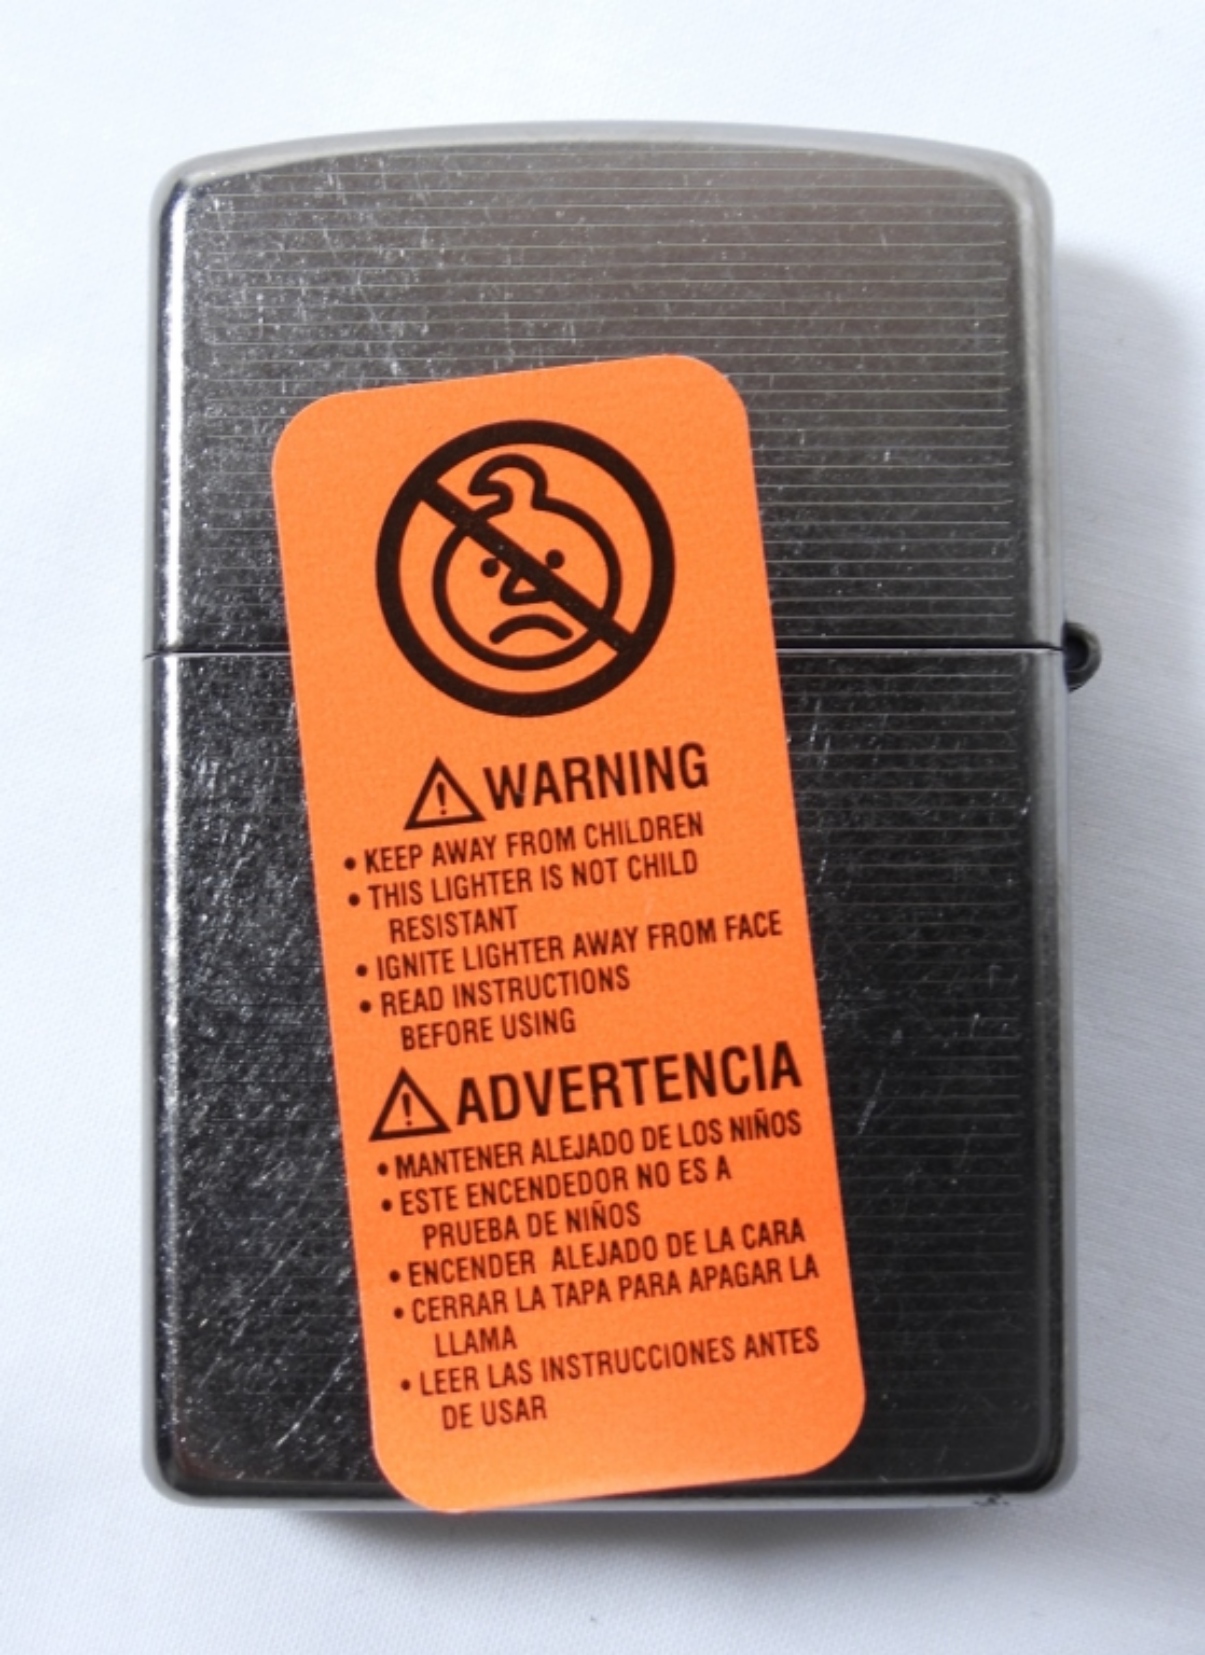 WARNING
• KEEP AWAY FROM CHILDREN
• THIS LIGHTER IS NOT CHILD
RESISTANT
• IGNITE LIGHTER AWAY FROM FACE
• READ INSTRUCTIONS
BEFORE USING
ADVERTENCIA
• MANTENER ALEJADO DE LOS NIÑOS
• ESTE ENCENDEDOR NO ES A
PRUEBA DE NIÑOS
• ENCENDER ALEJADO DE LA CARA
• CERRAR LA TAPA PARA APAGAR LA
LLAMA
• LEER LAS INSTRUCCIONES ANTES
DE USAR